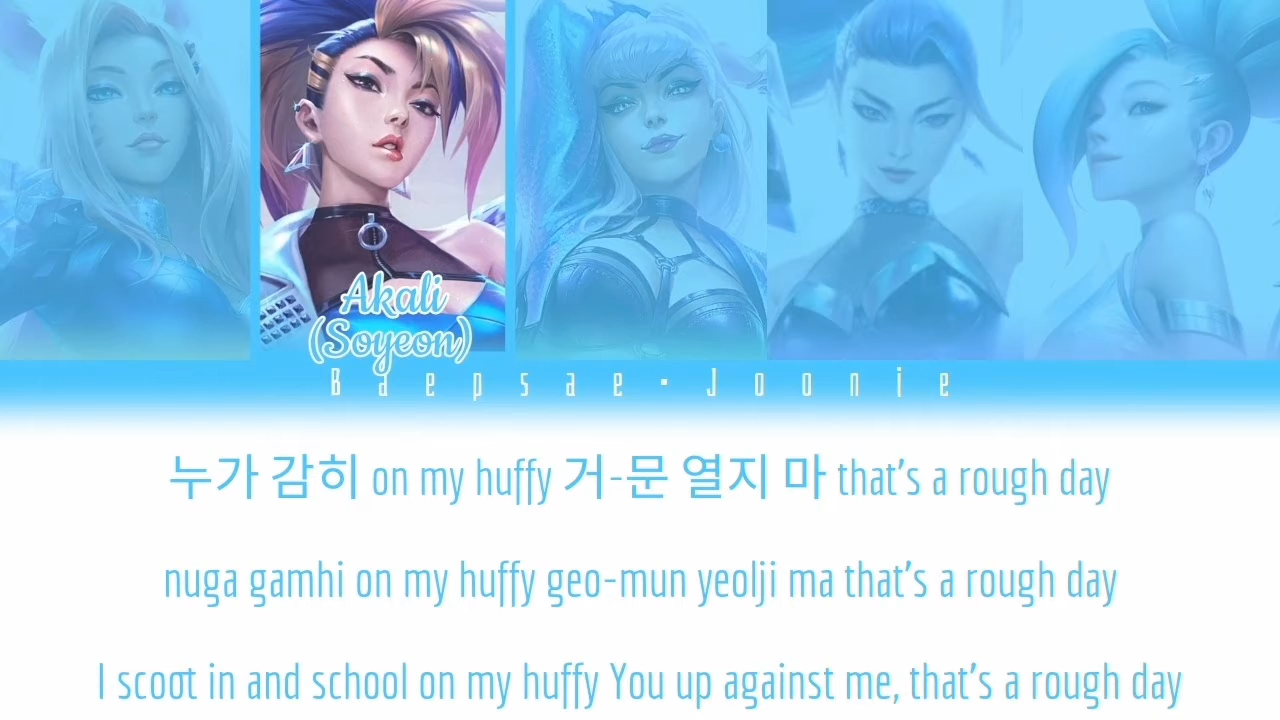 Akali
(Soyeon)
Baepsae·Joonie
누가 감히 on my huffy 거-문 열지 마 that's a rough day
nuga gamhi on my huffy geo-mun yeolji ma that's a rough day
I scoot in and school on my huffy You up against me, that's a rough day